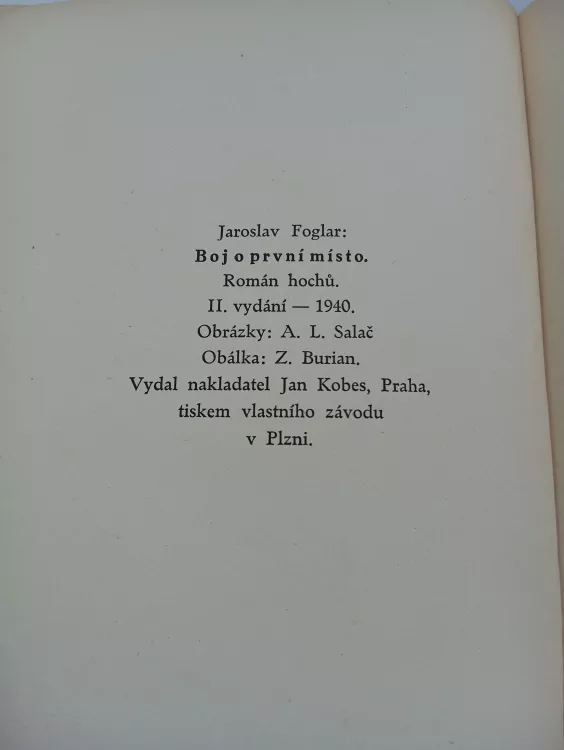 Jaroslav Foglar:
Boj o první místo.
Román hochů.
II. vydání — 1940.
Obrázky: A. L. Salač
Obálka: Z. Burian.
Vydal nakladatel Jan Kobes, Praha,
tiskem vlastního závodu
v Plzni.